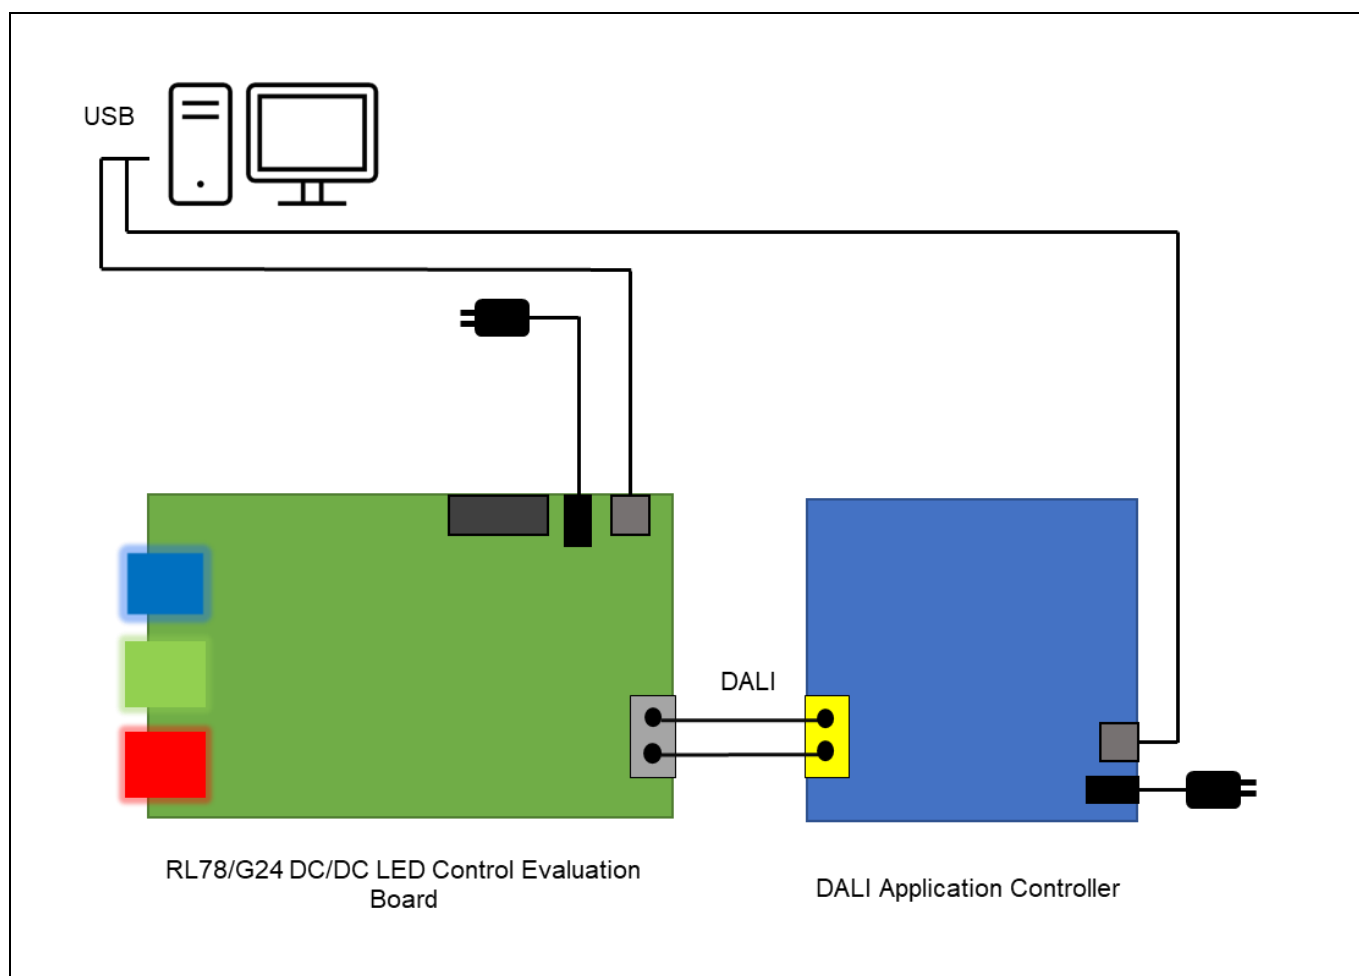 USB
DALI
RL78/G24 DC/DC LED Control Evaluation
Board
DALI Application Controller